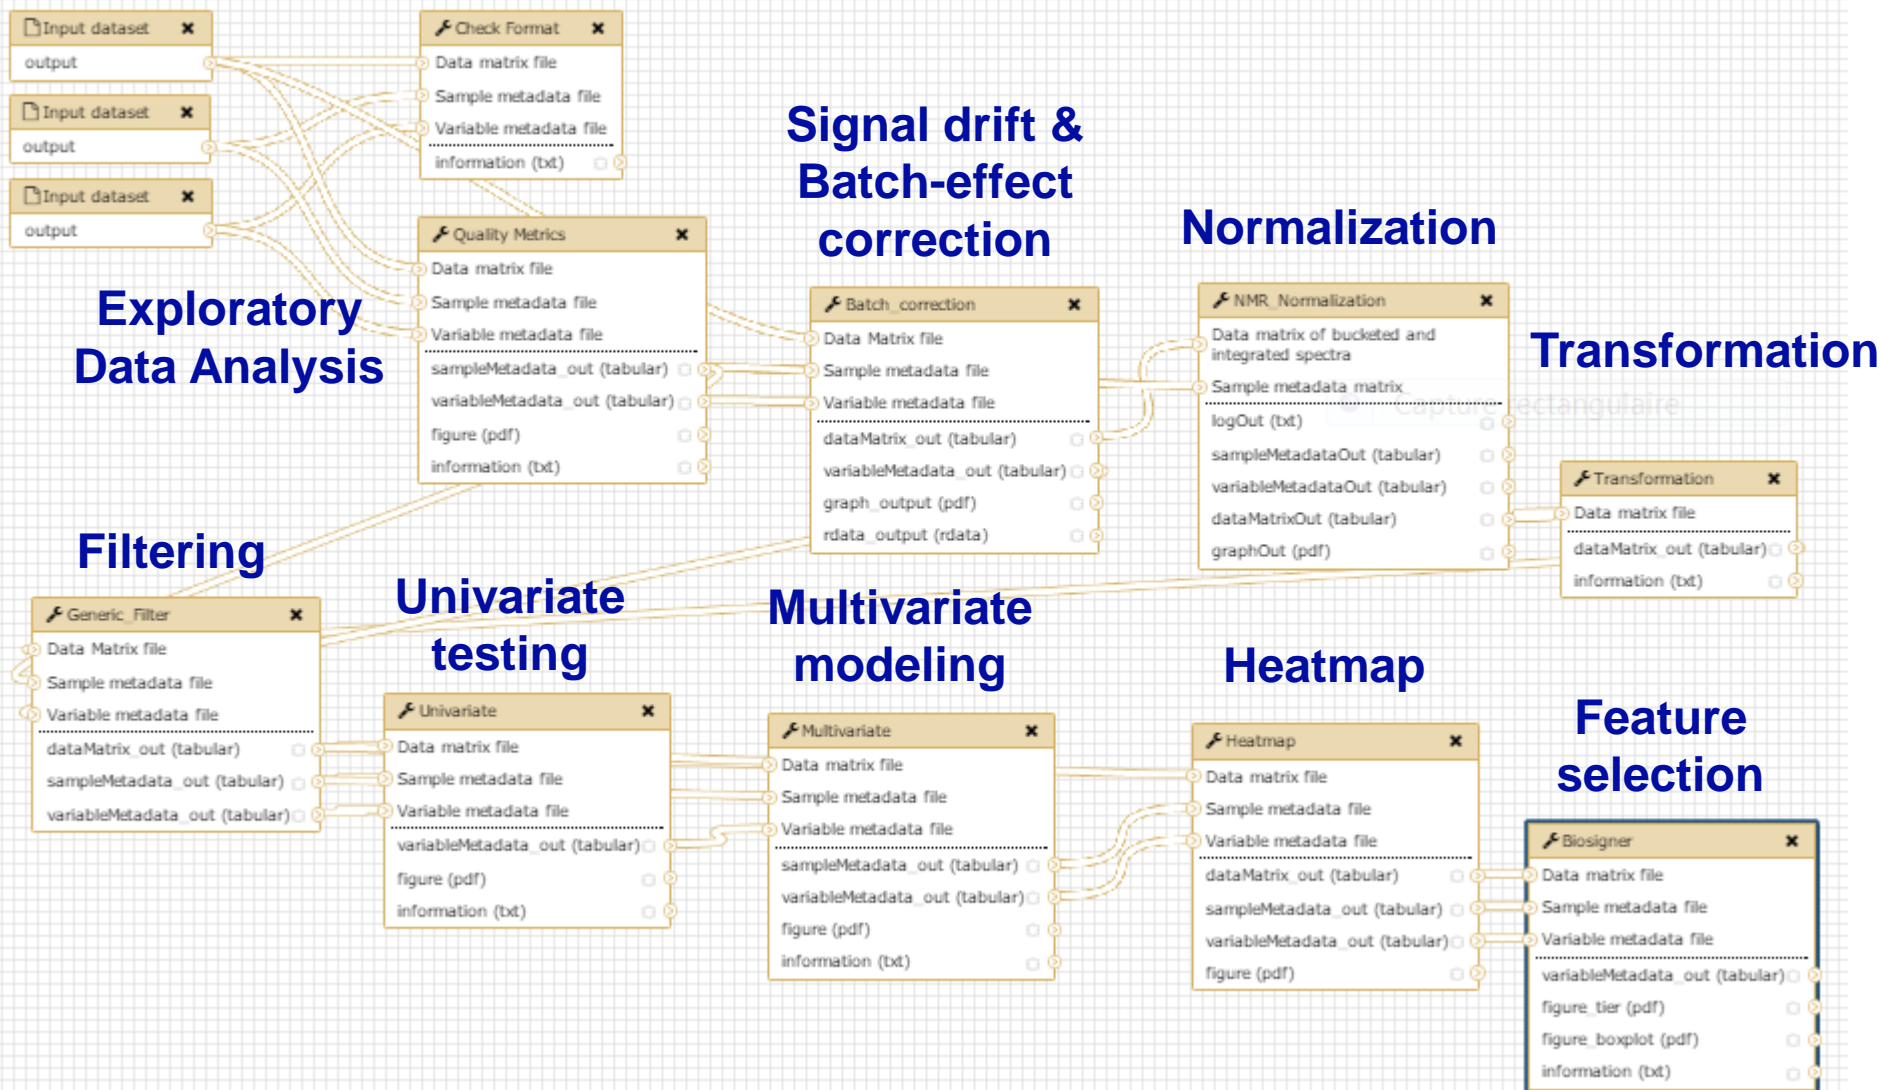 Input dataset
output
Input dataset
output
Input dataset
output
Check Format
Data matrix file
Sample metadata file
Variable metadata file
information (txt)
Exploratory
Data Analysis
Quality Metrics
Data matrix file
Sample metadata file
Variable metadata file
sampleMetadata_out (tabular)
variableMetadata_out (tabular)
figure (pdf)
information (txt)
Signal drift &
Batch-effect
correction
Batch_correction
Data Matrix file
Sample metadata file
Variable metadata file
dataMatrix_out (tabular)
variableMetadata_out (tabular)
graph_output (pdf)
rdata_output (rdata)
Normalization
NMR_Normalization
Data matrix of bucketed and
integrated spectra
Sample metadata matrix
Capture rectangulaire
logOut (txt)
sampleMetadataOut (tabular)
variableMetadataOut (tabular)
dataMatrixOut (tabular)
graphOut (pdf)
Transformation
Transformation
Data matrix file
dataMatrix_out (tabular)
information (txt)
Filtering
Generic_Filter
Data Matrix file
Sample metadata file
Variable metadata file
dataMatrix_out (tabular)
sampleMetadata_out (tabular)
variableMetadata_out (tabular)
Univariate
testing
Univariate
Data matrix file
Sample metadata file
Variable metadata file
variableMetadata_out (tabular)
figure (pdf)
information (txt)
Multivariate
modeling
Multivariate
Data matrix file
Sample metadata file
Variable metadata file
sampleMetadata_out (tabular)
variableMetadata_out (tabular)
figure (pdf)
information (txt)
Heatmap
Heatmap
Data matrix file
Sample metadata file
Variable metadata file
dataMatrix_out (tabular)
sampleMetadata_out (tabular)
variableMetadata_out (tabular)
figure (pdf)
Feature
selection
Biosigner
Data matrix file
Sample metadata file
Variable metadata file
variableMetadata_out (tabular)
figure_tier (pdf)
figure_boxplot (pdf)
information (txt)